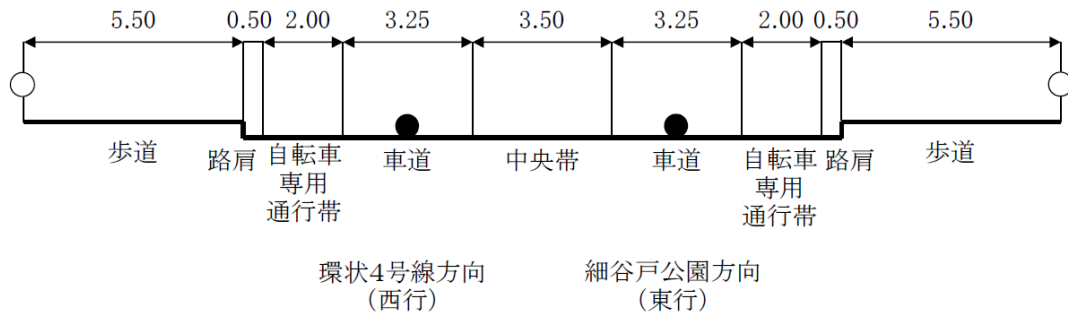 5.50 0.50 2.00 3.25 3.50 3.25 2.00 0.50 5.50
歩道 路肩 自転車専用通行帯 車道 中央帯 車道 自転車専用通行帯 路肩 歩道
環状4号線方向 細谷戸公園方向
(西行) (東行)